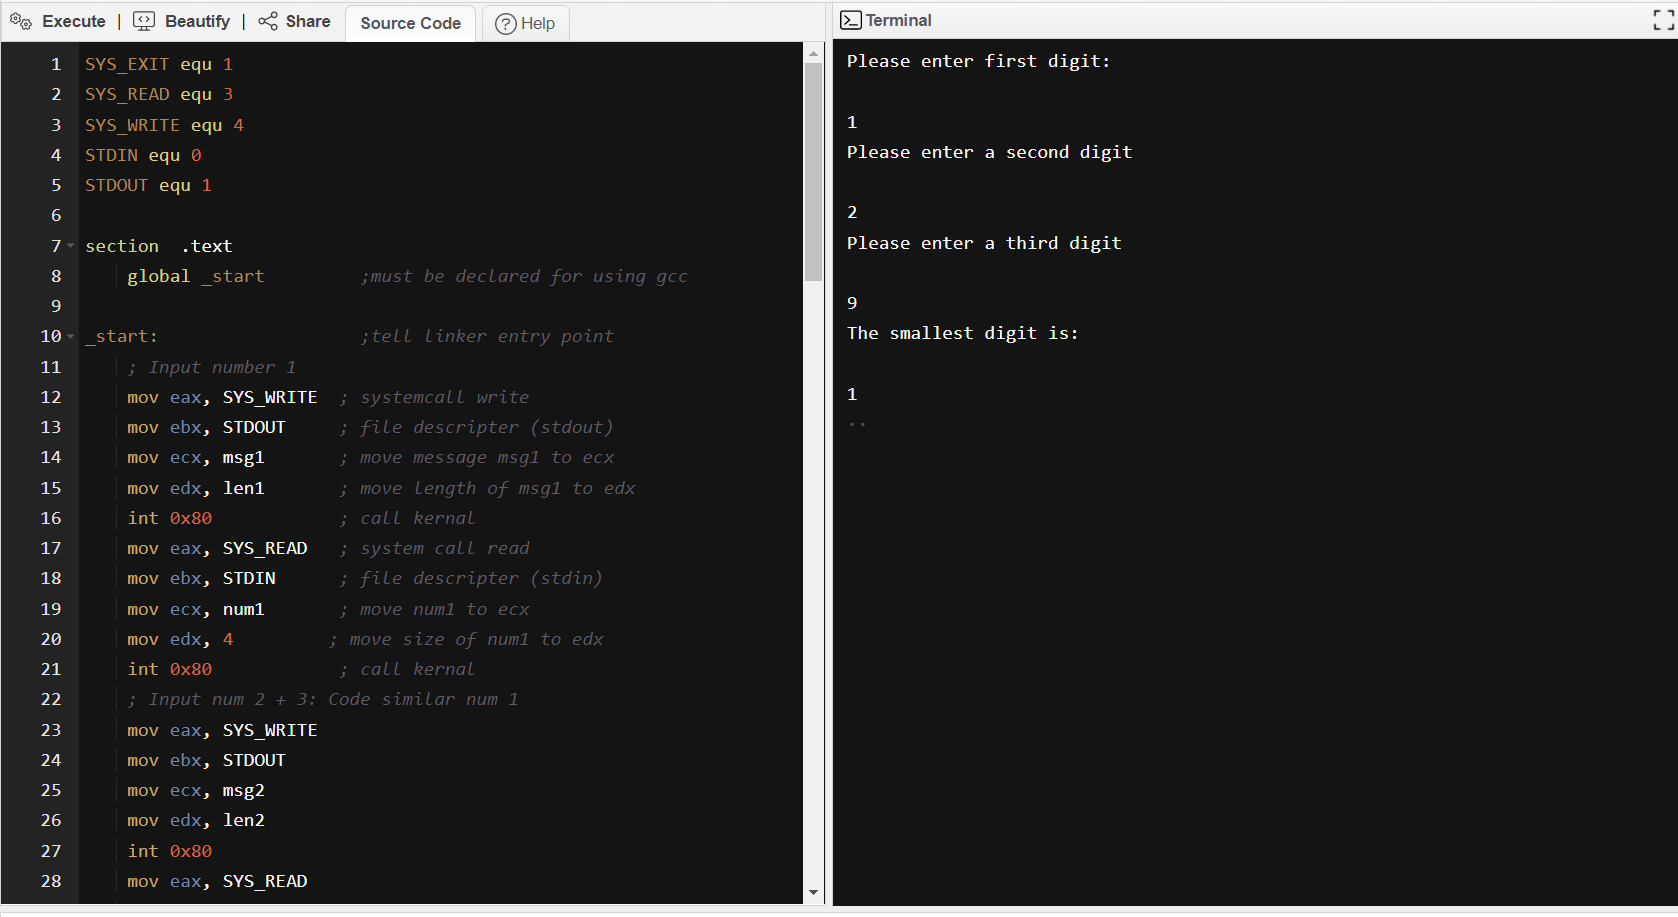 Execute | Beautify | Share Source Code Help
1 SYS_EXIT equ 1
2 SYS_READ equ 3
3 SYS_WRITE equ 4
4 STDIN equ 0
5 STDOUT equ 1
6
7 section .text
8 global _start ;must be declared for using gcc
9
10 _start: ;tell linker entry point
11 ; Input number 1
12 mov eax, SYS_WRITE ; systemcall write
13 mov ebx, STDOUT ; file descripter (stdout)
14 mov ecx, msg1 ; move message msg1 to ecx
15 mov edx, len1 ; move length of msg1 to edx
16 int 0x80 ; call kernal
17 mov eax, SYS_READ ; system call read
18 mov ebx, STDIN ; file descripter (stdin)
19 mov ecx, num1 ; move num1 to ecx
20 mov edx, 4 ; move size of num1 to edx
21 int 0x80 ; call kernal
22 ; Input num 2 + 3: Code similar num 1
23 mov eax, SYS_WRITE
24 mov ebx, STDOUT
25 mov ecx, msg2
26 mov edx, len2
27 int 0x80
28 mov eax, SYS_READ
Terminal
Please enter first digit:
1
Please enter a second digit
2
Please enter a third digit
9
The smallest digit is:
1
..